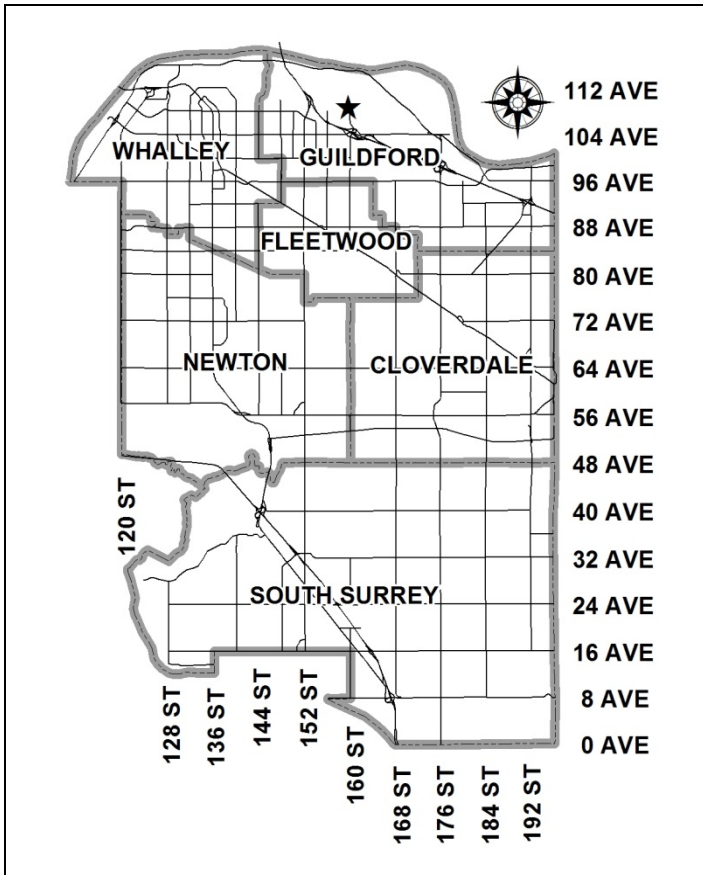 112 AVE
104 AVE
WHALLEY
GUILDFORD
96 AVE
88 AVE
FLEETWOOD
80 AVE
72 AVE
NEWTON
CLOVERDALE
64 AVE
56 AVE
48 AVE
120 ST
40 AVE
32 AVE
SOUTH SURREY
24 AVE
16 AVE
8 AVE
0 AVE
128 ST
136 ST
144 ST
152 ST
160 ST
168 ST
176 ST
184 ST
192 ST